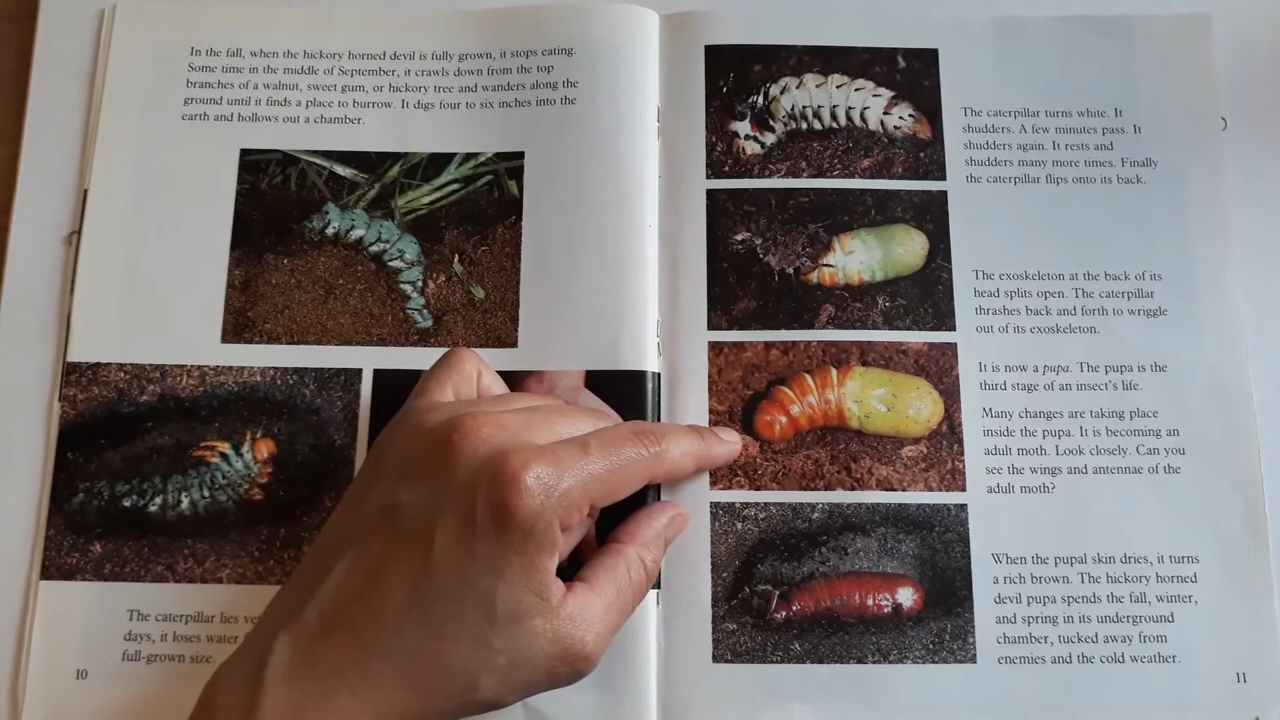 In the fall, when the hickory horned devil is fully grown, it stops eating.
Some time in the middle of September, it crawls down from the top
branches of a walnut, sweet gum, or hickory tree and wanders along the
ground until it finds a place to burrow. It digs four to six inches into the
earth and hollows out a chamber.
The caterpillar lies
days, it loses water
full-grown size.
10
The caterpillar turns white. It
shudders. A few minutes pass. It
shudders again. It rests and
shudders many more times. Finally
the caterpillar flips onto its back.
The exoskeleton at the back of its
head splits open. The caterpillar
thrashes back and forth to wriggle
out of its exoskeleton.
It is now a pupa. The pupa is the
third stage of an insect's life.
Many changes are taking place
inside the pupa. It is becoming an
adult moth. Look closely. Can you
see the wings and antennae of the
adult moth?
When the pupal skin dries, it turns
a rich brown. The hickory horned
devil pupa spends the fall, winter,
and spring in its underground
chamber, tucked away from
enemies and the cold weather.
11